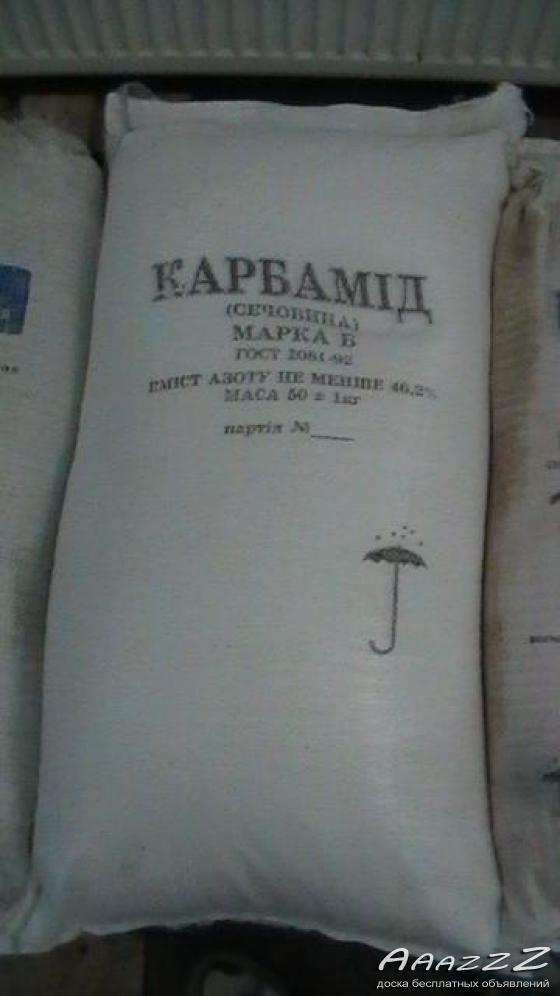 КАРБАМІД
(СЕЧОВИНА)
МАРКА Б
ГОСТ 2081-92
ВМІСТ АЗОТУ НЕ МЕНШЕ 46,2%
МАСА 50 ± 1кг
партія №____
AAAZZZ
доска бесплатных объявлений